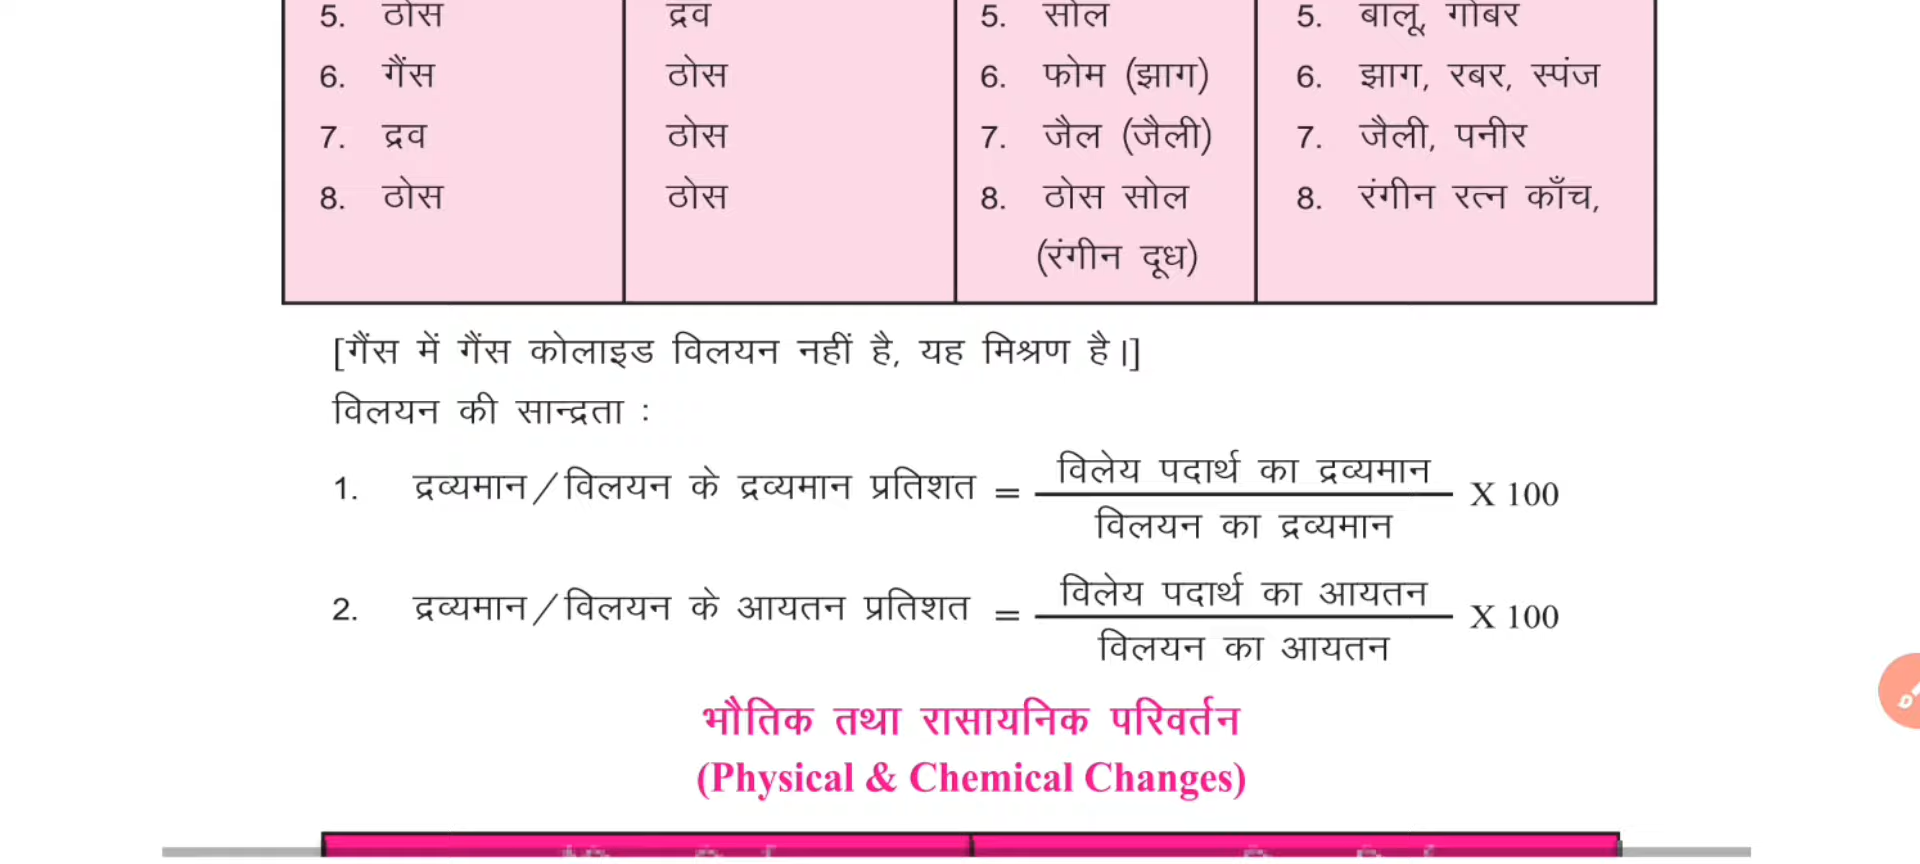 5. ठोस द्रव 5. सोल 5. बालू, गोबर
6. गैंस ठोस 6. फोम (झाग) 6. झाग, रबर, स्पंज
7. द्रव ठोस 7. जैल (जैली) 7. जैली, पनीर
8. ठोस ठोस 8. ठोस सोल 8. रंगीन रत्न काँच,
(रंगीन दूध)
[गैंस में गैंस कोलाइड विलयन नहीं है, यह मिश्रण है।]
विलयन की सान्द्रता :
1. द्रव्यमान/विलयन के द्रव्यमान प्रतिशत = विलेय पदार्थ का द्रव्यमान X 100
विलयन का द्रव्यमान
2. द्रव्यमान/विलयन के आयतन प्रतिशत = विलेय पदार्थ का आयतन X 100
विलयन का आयतन
भौतिक तथा रासायनिक परिवर्तन
(Physical & Chemical Changes)